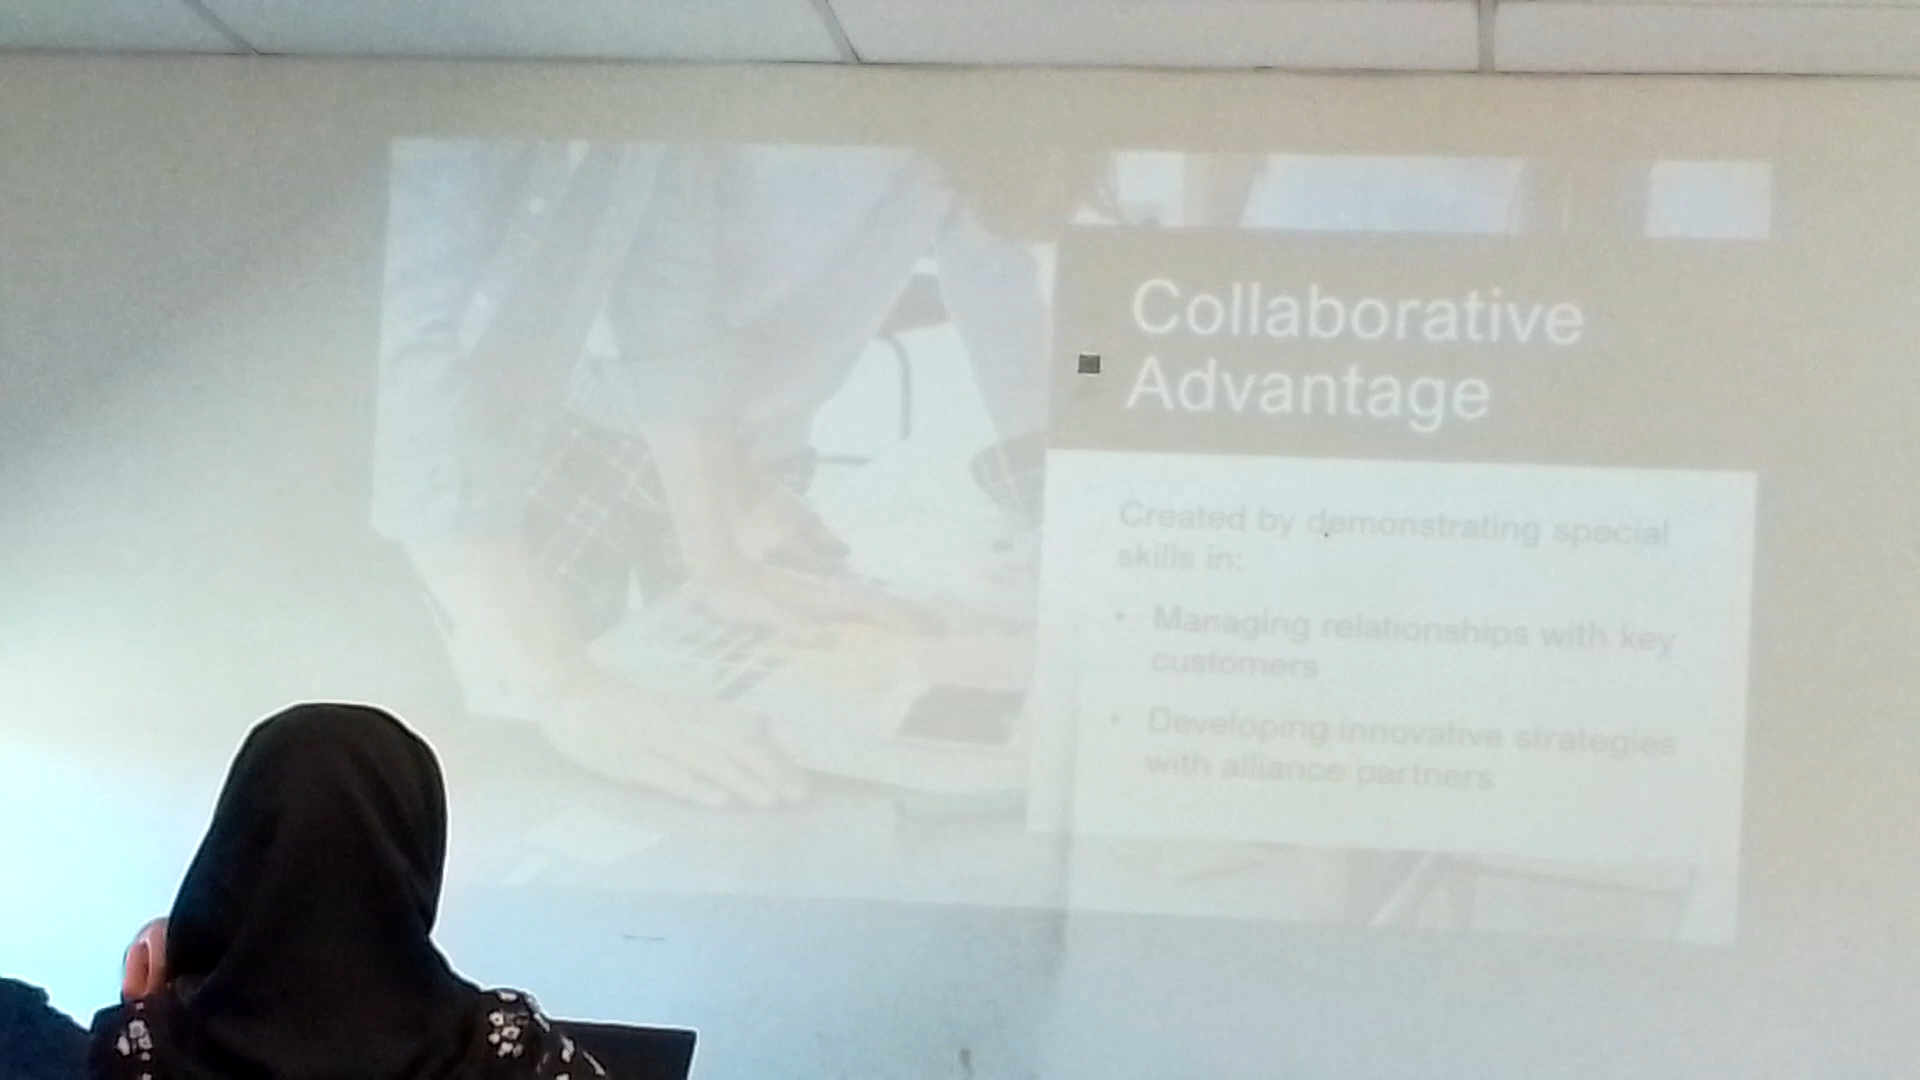 Collaborative
Advantage
Created by demonstrating special
skills in:
• Managing relationships with key
customers
• Developing innovative strategies
with alliance partners